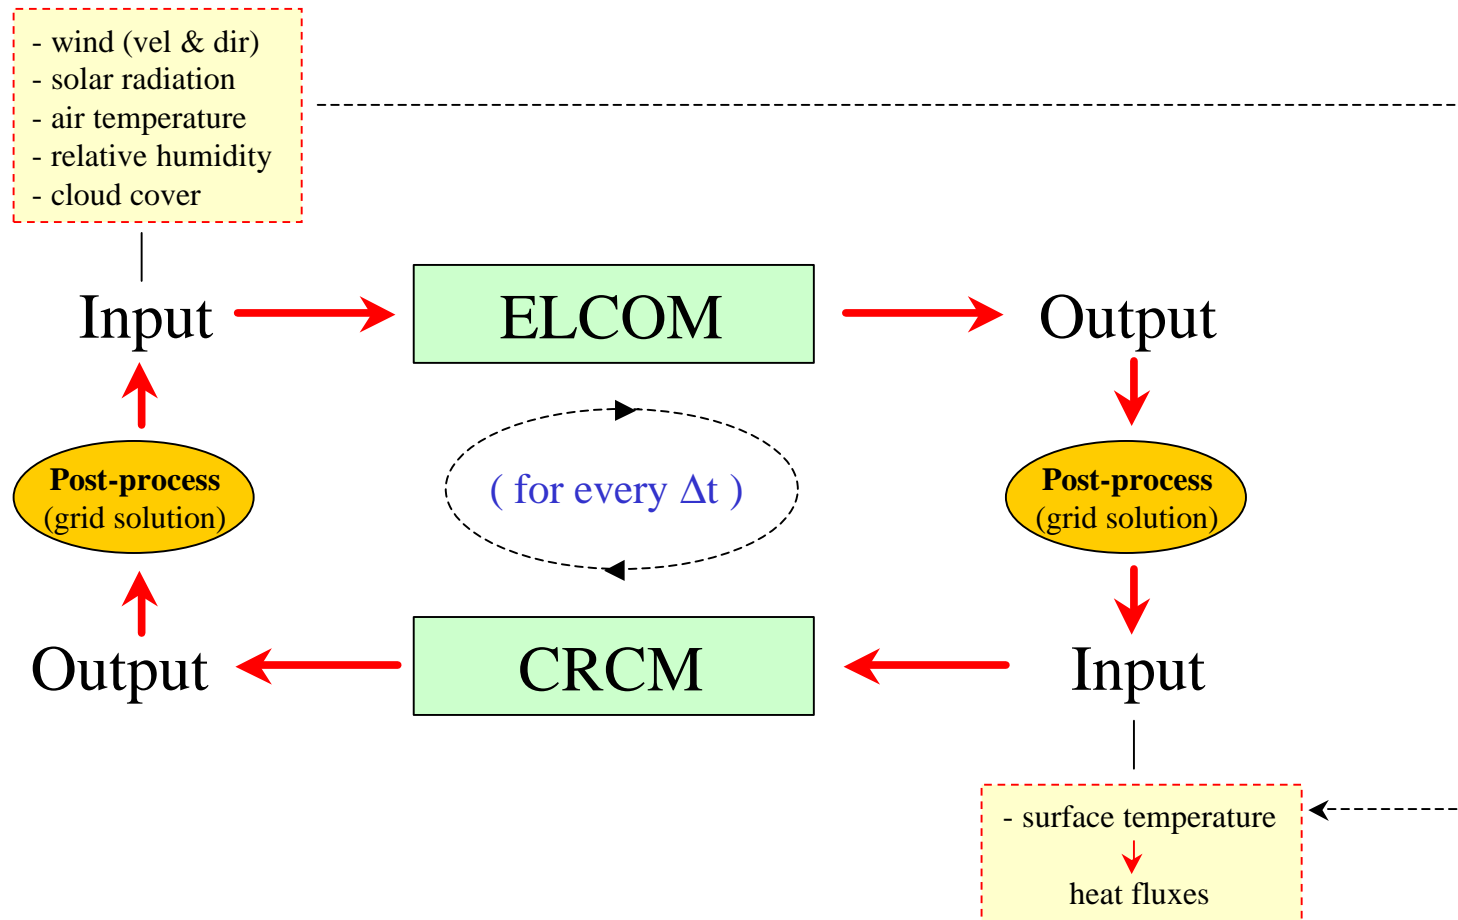 - wind (vel & dir)
- solar radiation
- air temperature
- relative humidity
- cloud cover
Input
ELCOM
Output
Post-process
(grid solution)
( for every Δt )
Post-process
(grid solution)
Output
CRCM
Input
- surface temperature
heat fluxes